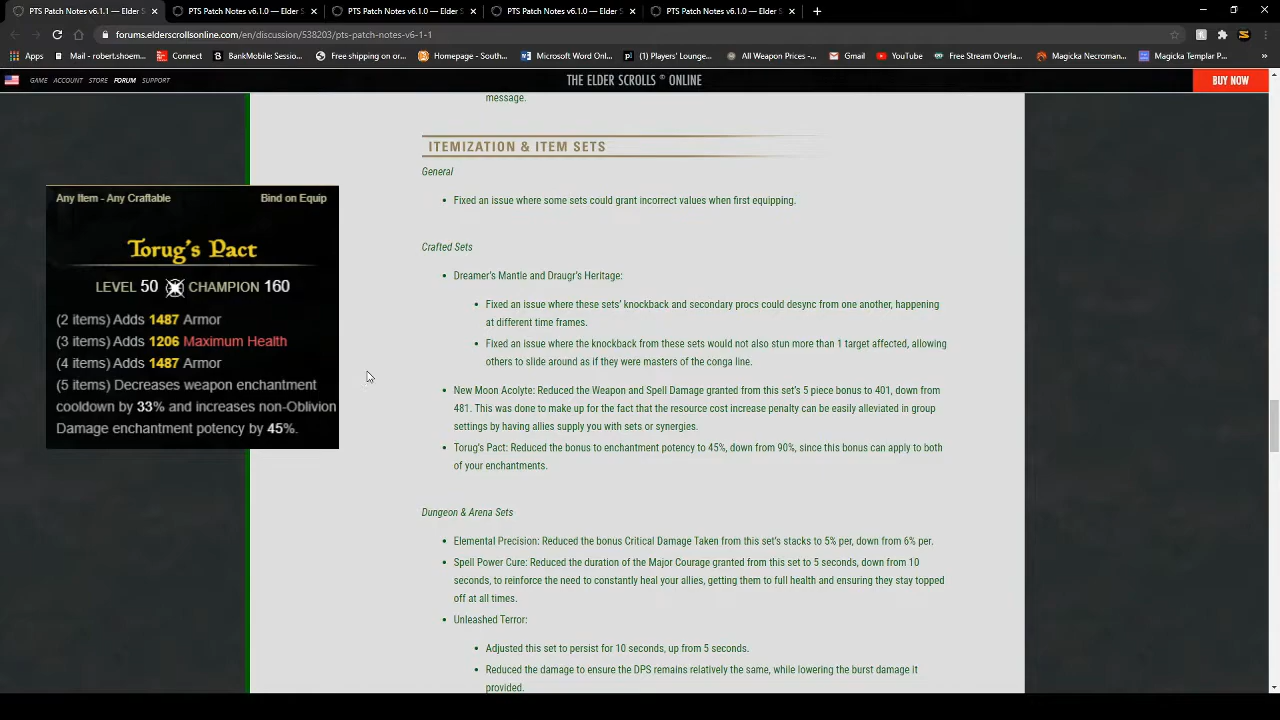 PTS Patch Notes v6.1.1 — Elder S
PTS Patch Notes v6.1.0 — Elder S
PTS Patch Notes v6.1.0 — Elder S
PTS Patch Notes v6.1.0 — Elder S
PTS Patch Notes v6.1.0 — Elder S
forums.elderscrollsonline.com/en/discussion/538203/pts-patch-notes-v6-1-1
Apps
Mail - robert.shoem...
Connect
BankMobile: Sessio...
Free shipping on or...
Homepage - South...
Microsoft Word Onl...
(1) Players' Lounge...
All Weapon Prices -...
Gmail
YouTube
Free Stream Overla...
Magicka Necroman...
Magicka Templar P...
GAME ACCOUNT STORE FORUM SUPPORT
THE ELDER SCROLLS ® ONLINE
BUY NOW
message.
ITEMIZATION & ITEM SETS
General
Fixed an issue where some sets could grant incorrect values when first equipping.
Crafted Sets
Dreamer's Mantle and Draugr's Heritage:
Fixed an issue where these sets' knockback and secondary procs could desync from one another, happening
at different time frames.
Fixed an issue where the knockback from these sets would not also stun more than 1 target affected, allowing
others to slide around as if they were masters of the conga line.
New Moon Acolyte: Reduced the Weapon and Spell Damage granted from this set's 5 piece bonus to 401, down from
481. This was done to make up for the fact that the resource cost increase penalty can be easily alleviated in group
settings by having allies supply you with sets or synergies.
Torug's Pact: Reduced the bonus to enchantment potency to 45%, down from 90%, since this bonus can apply to both
of your enchantments.
Dungeon & Arena Sets
Elemental Precision: Reduced the bonus Critical Damage Taken from this set's stacks to 5% per, down from 6% per.
Spell Power Cure: Reduced the duration of the Major Courage granted from this set to 5 seconds, down from 10
seconds, to reinforce the need to constantly heal your allies, getting them to full health and ensuring they stay topped
off at all times.
Unleashed Terror:
Adjusted this set to persist for 10 seconds, up from 5 seconds.
Reduced the damage to ensure the DPS remains relatively the same, while lowering the burst damage it
provided.
Any Item - Any Craftable Bind on Equip
Torug's Pact
LEVEL 50 CHAMPION 160
(2 items) Adds 1487 Armor
(3 items) Adds 1206 Maximum Health
(4 items) Adds 1487 Armor
(5 items) Decreases weapon enchantment
cooldown by 33% and increases non-Oblivion
Damage enchantment potency by 45%.